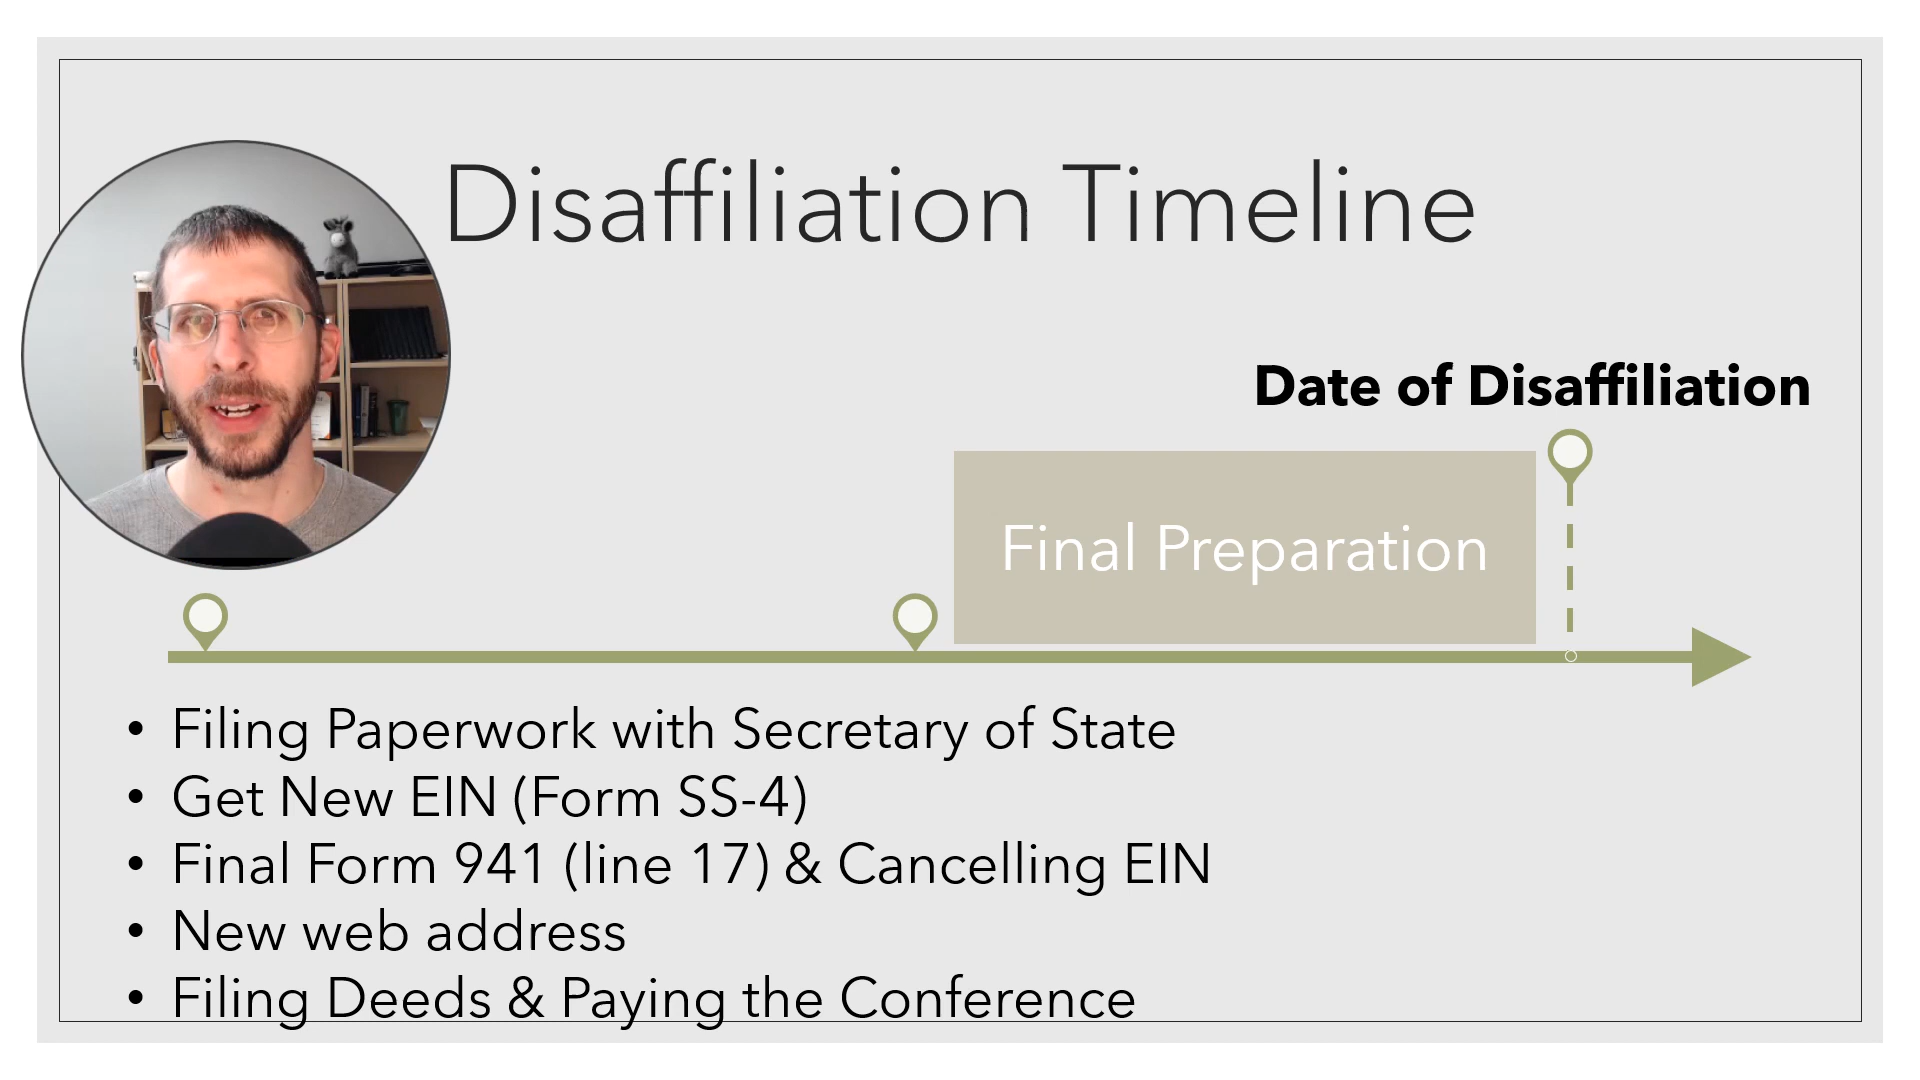 Disaffiliation Timeline
Date of Disaffiliation
Final Preparation
• Filing Paperwork with Secretary of State
• Get New EIN (Form SS-4)
• Final Form 941 (line 17) & Cancelling EIN
• New web address
• Filing Deeds & Paying the Conference